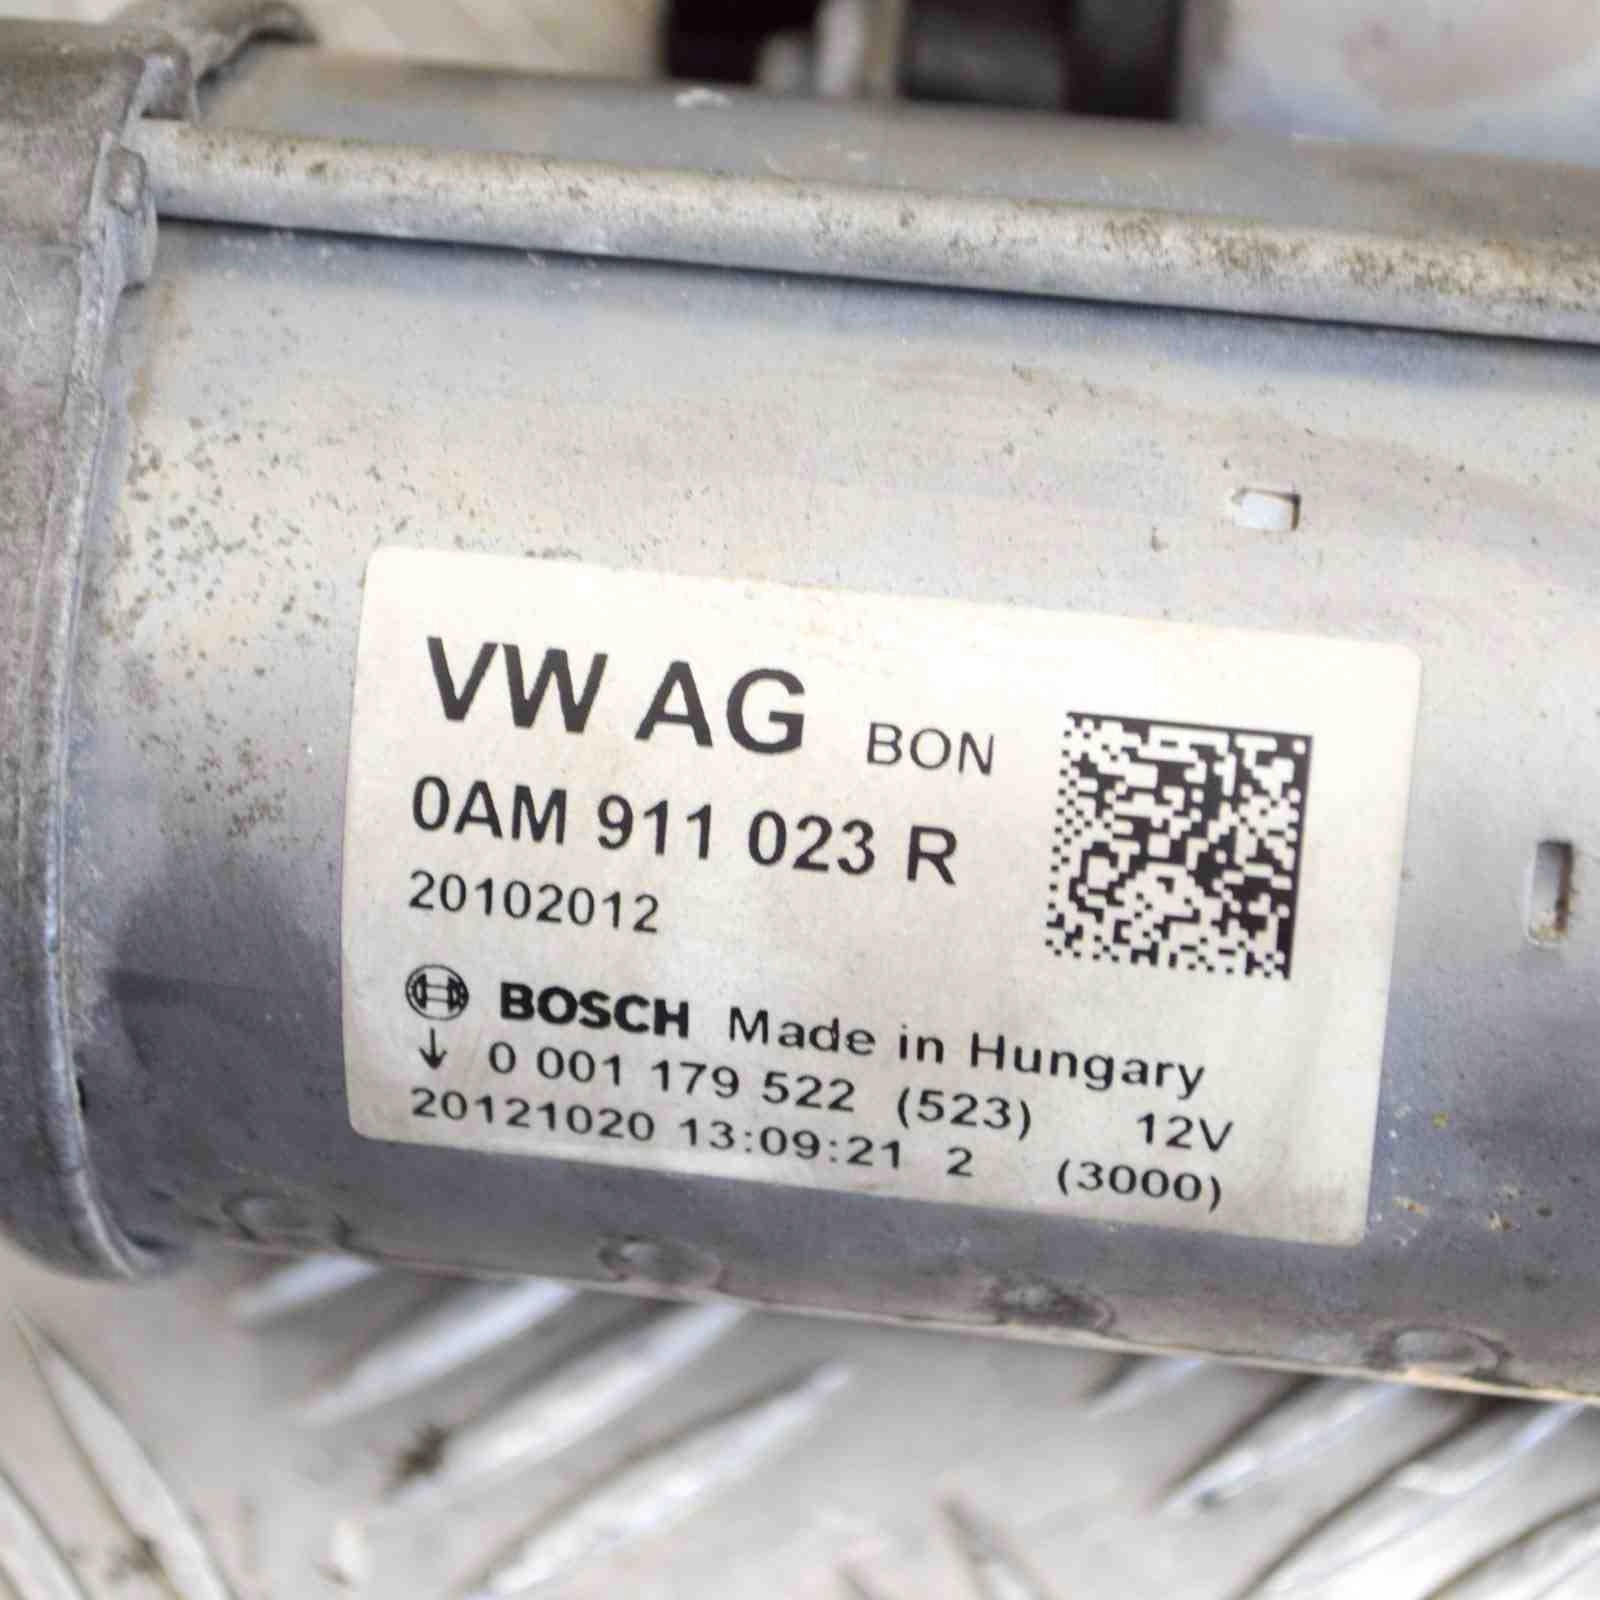 VW AG BON
0AM 911 023 R
20102012
BOSCH Made in Hungary
↓ 0 001 179 522 (523) 12V
20121020 13:09:21 2 (3000)